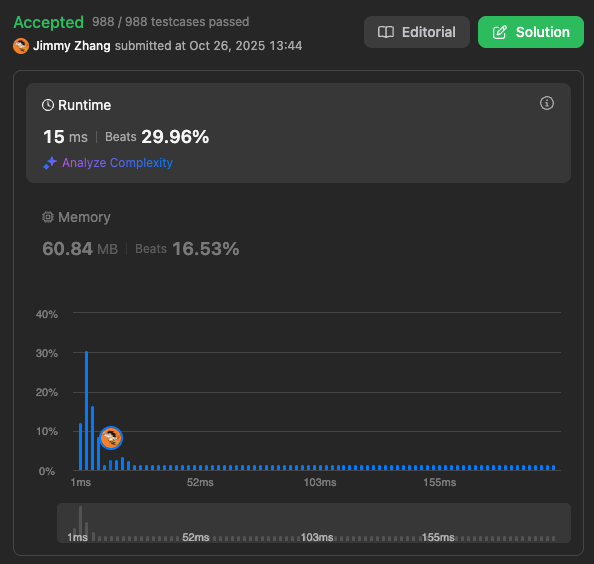 Accepted 988 / 988 testcases passed
Jimmy Zhang submitted at Oct 26, 2025 13:44
Editorial
Solution
Runtime
15 ms | Beats 29.96%
Analyze Complexity
Memory
60.84 MB | Beats 16.53%
40%
30%
20%
10%
0%
1ms 52ms 103ms 155ms
1ms 52ms 103ms 155ms